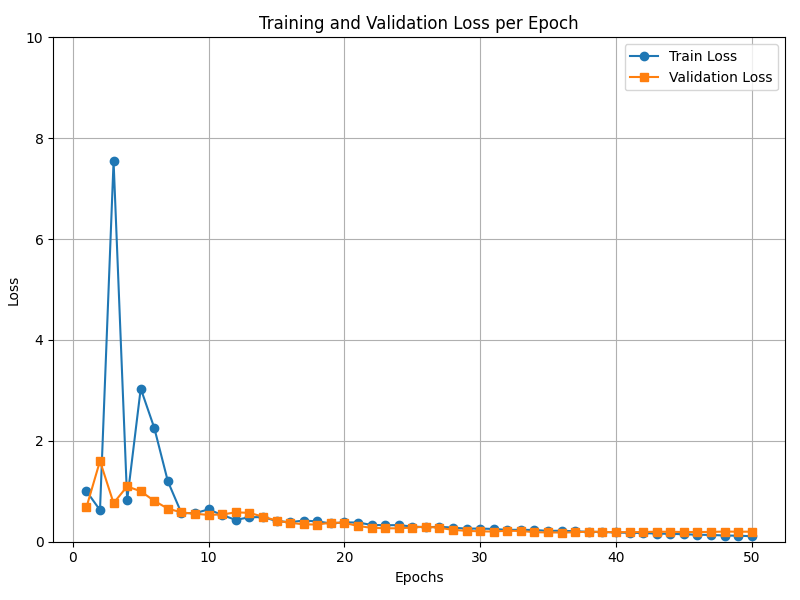 Training and Validation Loss per Epoch
Train Loss
Validation Loss
Loss
10
8
6
4
2
0
0 10 20 30 40 50
Epochs